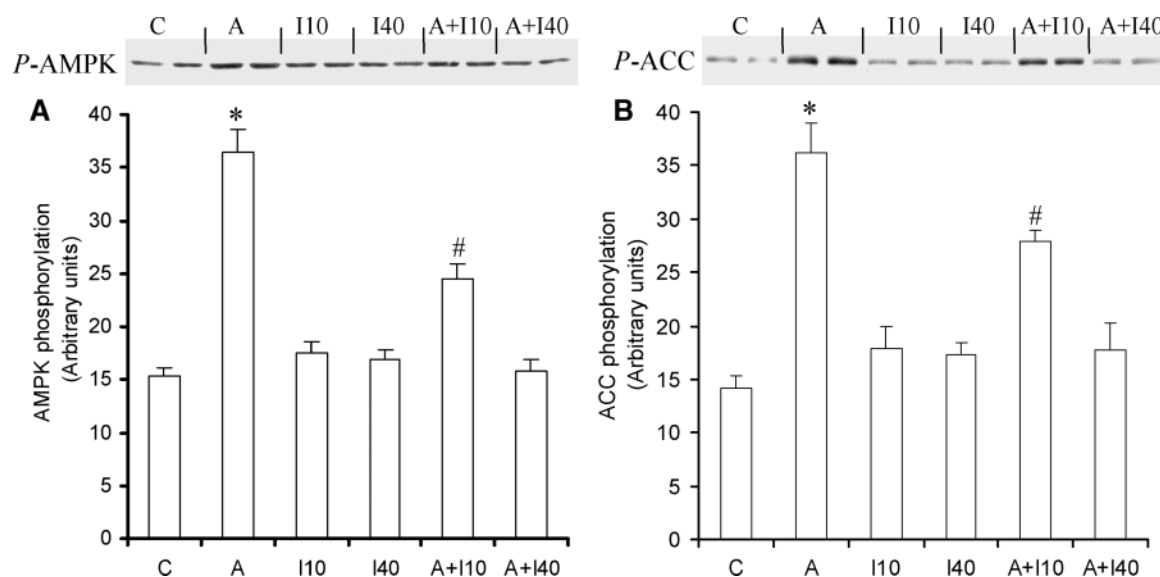 C A I10 I40 A+I10 A+I40
P-AMPK
A
AMPK phosphorylation
(Arbitrary units)
40
35
30
25
20
15
10
5
0
*
#
C A I10 I40 A+I10 A+I40
C A I10 I40 A+I10 A+I40
P-ACC
B
ACC phosphorylation
(Arbitrary units)
40
35
30
25
20
15
10
5
0
*
#
C A I10 I40 A+I10 A+I40